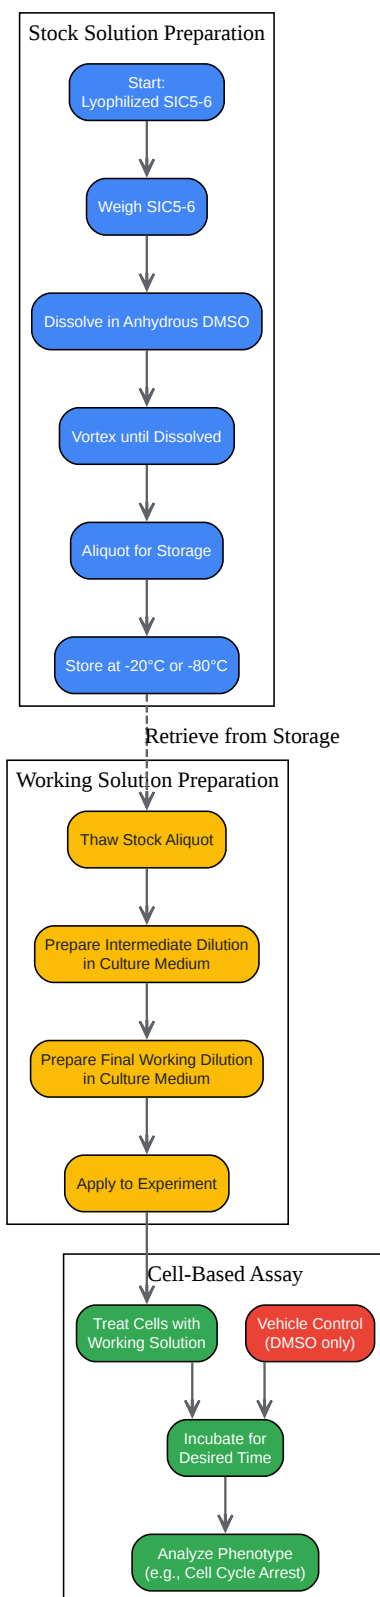 Stock Solution Preparation
Start:
Lyophilized SIC5-6
Weigh SIC5-6
Dissolve in Anhydrous DMSO
Vortex until Dissolved
Aliquot for Storage
Store at -20°C or -80°C
Retrieve from Storage
Working Solution Preparation
Thaw Stock Aliquot
Prepare Intermediate Dilution
in Culture Medium
Prepare Final Working Dilution
in Culture Medium
Apply to Experiment
Cell-Based Assay
Treat Cells with
Working Solution
Vehicle Control
(DMSO only)
Incubate for
Desired Time
Analyze Phenotype
(e.g., Cell Cycle Arrest)